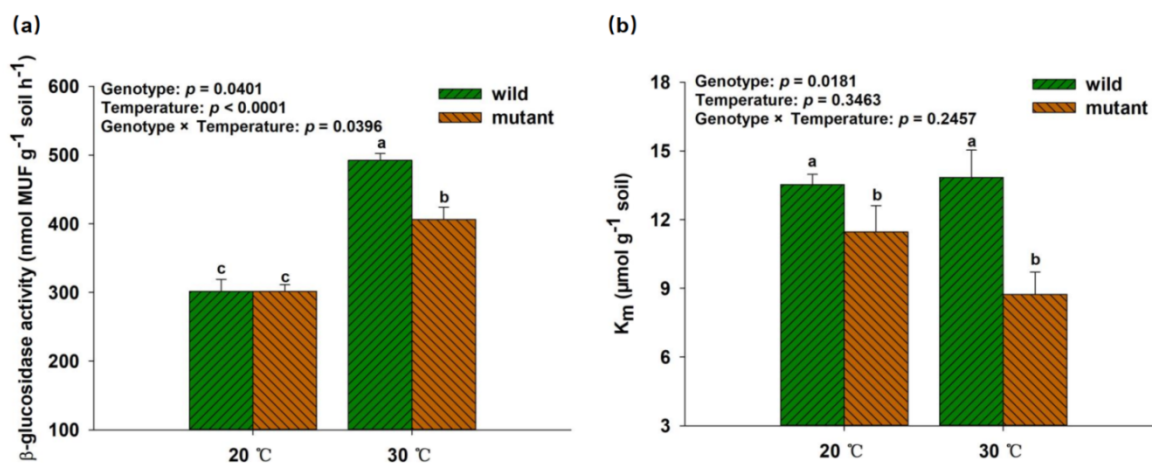 (a)
β-glucosidase activity (nmol MUF g⁻¹ soil h⁻¹)
600
500
400
300
200
100
Genotype: p = 0.0401
Temperature: p < 0.0001
Genotype × Temperature: p = 0.0396
wild
mutant
c
c
a
b
20 ℃
30 ℃
(b)
Kₘ (µmol g⁻¹ soil)
18
15
12
9
6
3
Genotype: p = 0.0181
Temperature: p = 0.3463
Genotype × Temperature: p = 0.2457
wild
mutant
a
b
a
b
20 ℃
30 ℃